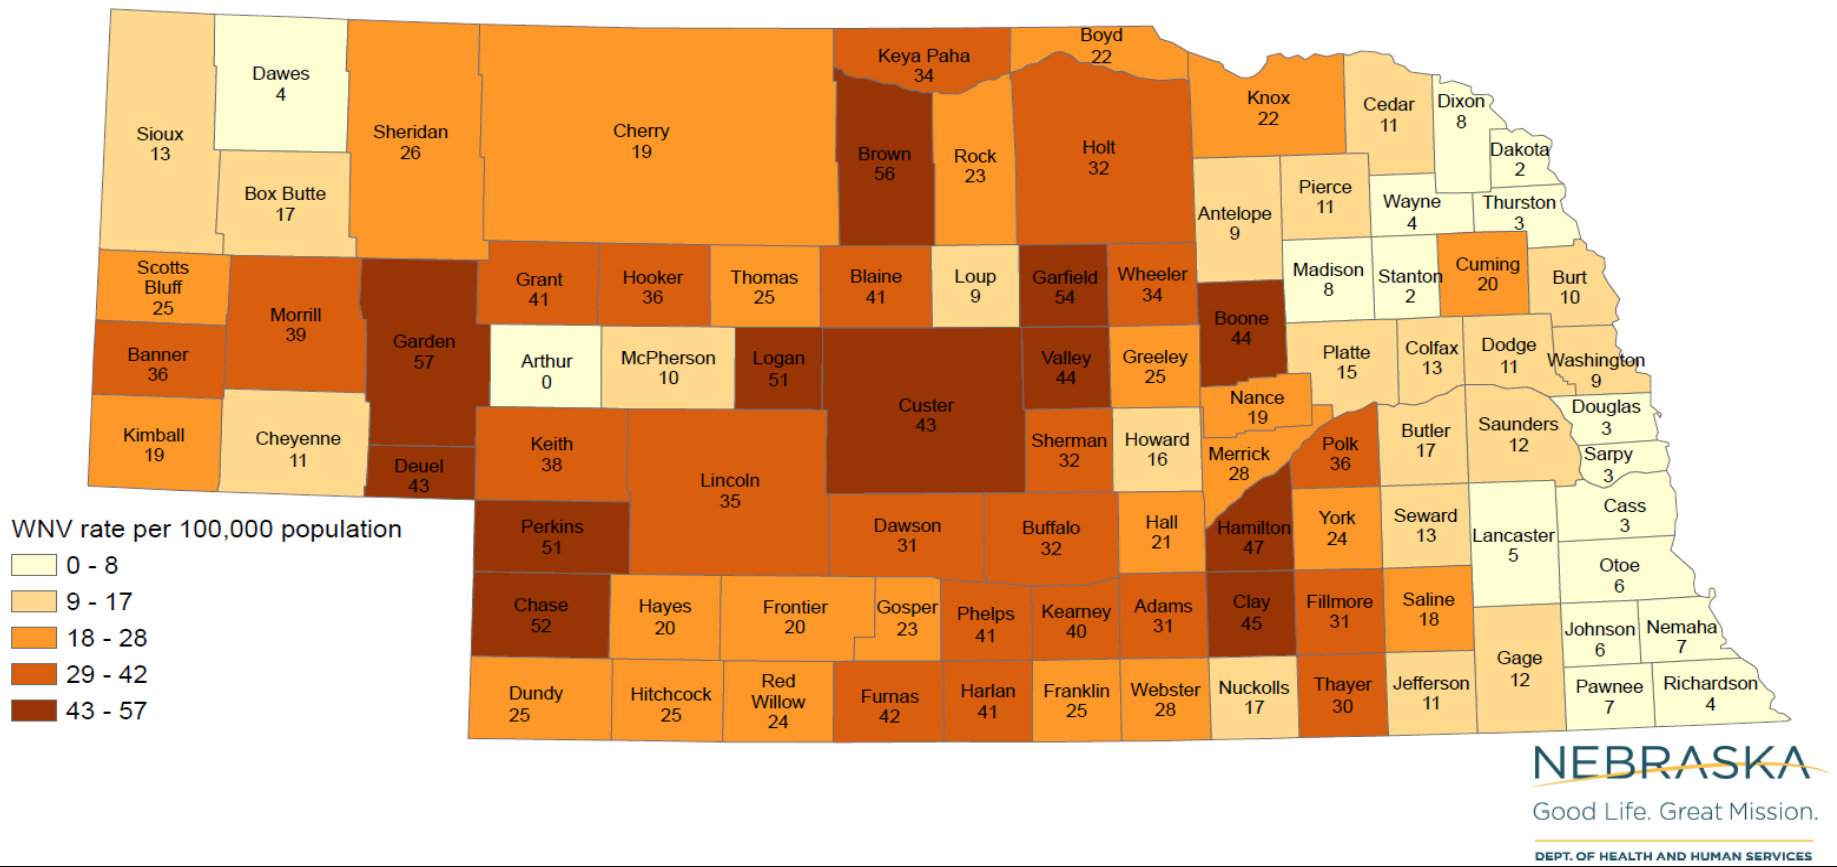 Dawes
4
Sioux
13
Box Butte
17
Sheridan
26
Cherry
19
Keya Paha
34
Boyd
22
Brown
56
Rock
23
Holt
32
Knox
22
Cedar
11
Dixon
8
Dakota
2
Antelope
9
Pierce
11
Wayne
4
Thurston
3
Scotts
Bluff
25
Morrill
39
Garden
57
Grant
41
Hooker
36
Thomas
25
Blaine
41
Loup
9
Garfield
54
Wheeler
34
Boone
44
Madison
8
Stanton
2
Cuming
20
Burt
10
Banner
36
Arthur
0
McPherson
10
Logan
51
Custer
43
Valley
44
Greeley
25
Platte
15
Colfax
13
Dodge
11
Washington
9
Kimball
19
Cheyenne
11
Deuel
43
Keith
38
Lincoln
35
Sherman
32
Howard
16
Nance
19
Merrick
28
Polk
36
Butler
17
Saunders
12
Douglas
3
Sarpy
3
Perkins
51
Dawson
31
Buffalo
32
Hall
21
Hamilton
47
York
24
Seward
13
Lancaster
5
Cass
3
Otoe
6
Chase
52
Hayes
20
Frontier
20
Gosper
23
Phelps
41
Kearney
40
Adams
31
Clay
45
Fillmore
31
Saline
18
Gage
12
Johnson
6
Nemaha
7
Dundy
25
Hitchcock
25
Red
Willow
24
Furnas
42
Harlan
41
Franklin
25
Webster
28
Nuckolls
17
Thayer
30
Jefferson
11
Pawnee
7
Richardson
4
WNV rate per 100,000 population
0 - 8
9 - 17
18 - 28
29 - 42
43 - 57
NEBRASKA
Good Life. Great Mission.
DEPT. OF HEALTH AND HUMAN SERVICES